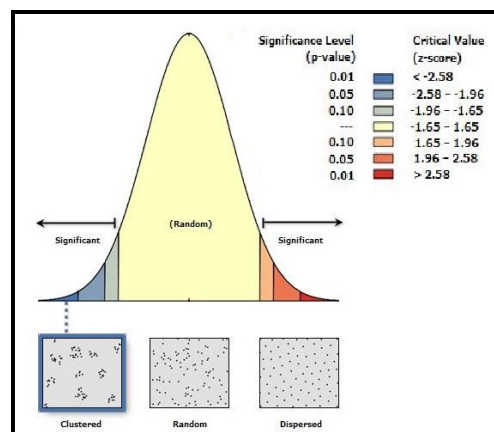 Significance Level Critical Value
(p-value) (z-score)
0.01 < -2.58
0.05 -2.58 - -1.96
0.10 -1.96 - -1.65
--- -1.65 - 1.65
0.10 1.65 - 1.96
0.05 1.96 - 2.58
0.01 > 2.58
(Random)
Significant Significant
Clustered Random Dispersed